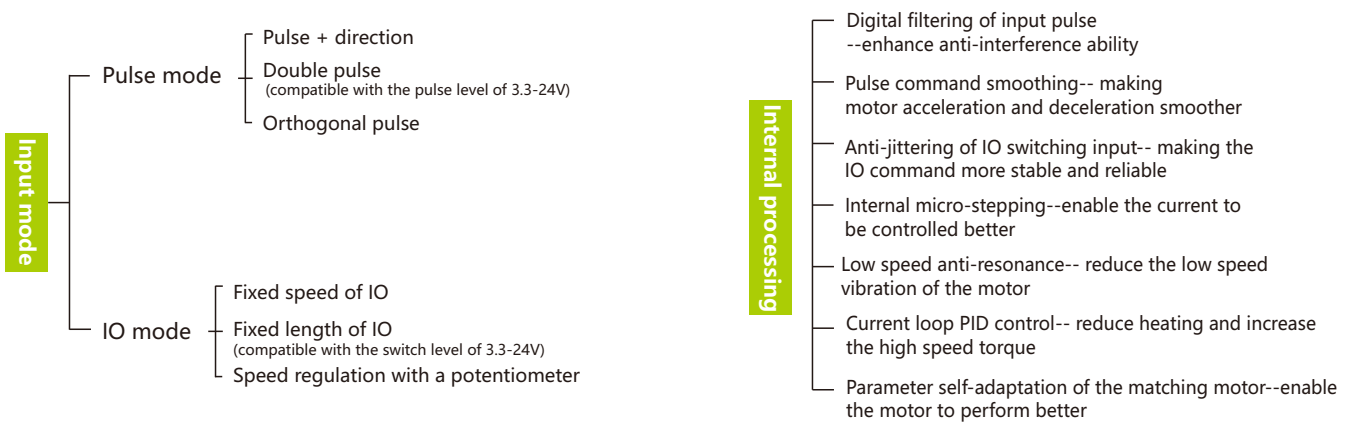 Input mode
Pulse mode
Pulse + direction
Double pulse
(compatible with the pulse level of 3.3-24V)
Orthogonal pulse
IO mode
Fixed speed of IO
Fixed length of IO
(compatible with the switch level of 3.3-24V)
Speed regulation with a potentiometer
Internal processing
Digital filtering of input pulse
--enhance anti-interference ability
Pulse command smoothing-- making
motor acceleration and deceleration smoother
Anti-jittering of IO switching input-- making the
IO command more stable and reliable
Internal micro-stepping--enable the current to
be controlled better
Low speed anti-resonance-- reduce the low speed
vibration of the motor
Current loop PID control-- reduce heating and increase
the high speed torque
Parameter self-adaptation of the matching motor--enable
the motor to perform better